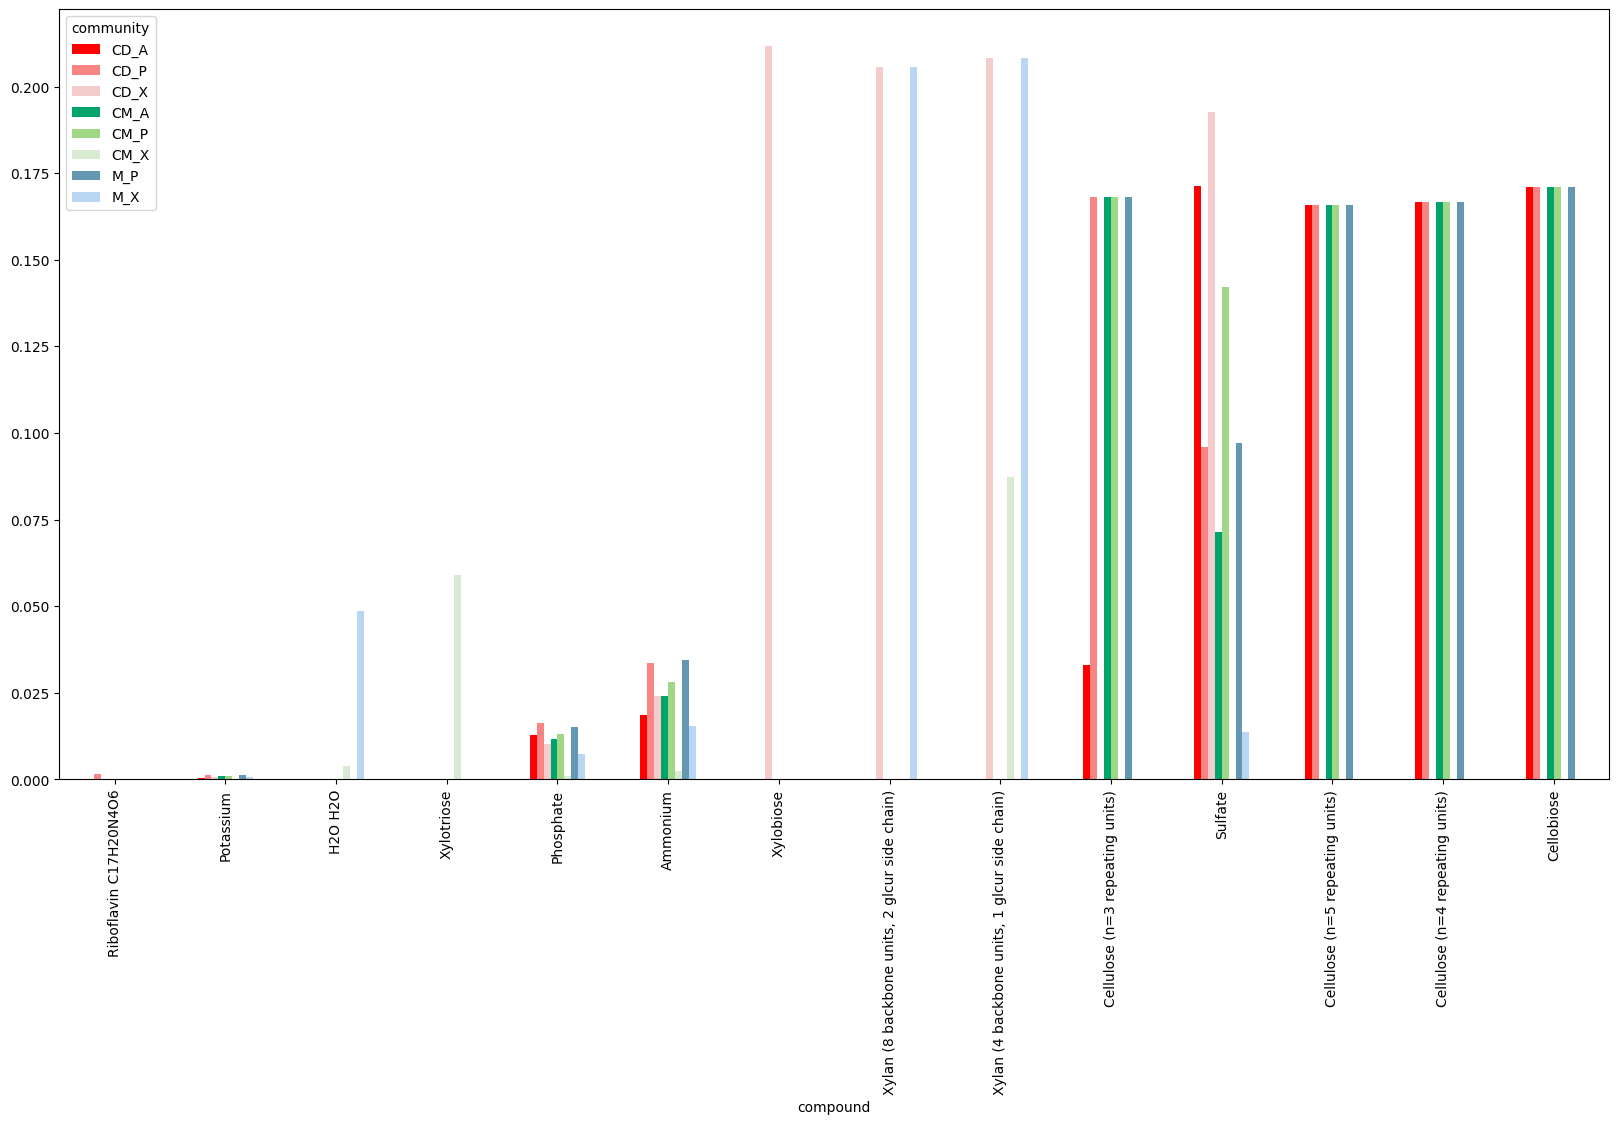 community
CD_A
CD_P
CD_X
CM_A
CM_P
CM_X
M_P
M_X
0.200
0.175
0.150
0.125
0.100
0.075
0.050
0.025
0.000
Riboflavin C17H20N4O6
Potassium
H2O H2O
Xylotriose
Phosphate
Ammonium
Xylobiose
Xylan (8 backbone units, 2 glcur side chain)
Xylan (4 backbone units, 1 glcur side chain)
Cellulose (n=3 repeating units)
Sulfate
Cellulose (n=5 repeating units)
Cellulose (n=4 repeating units)
Cellobiose
compound